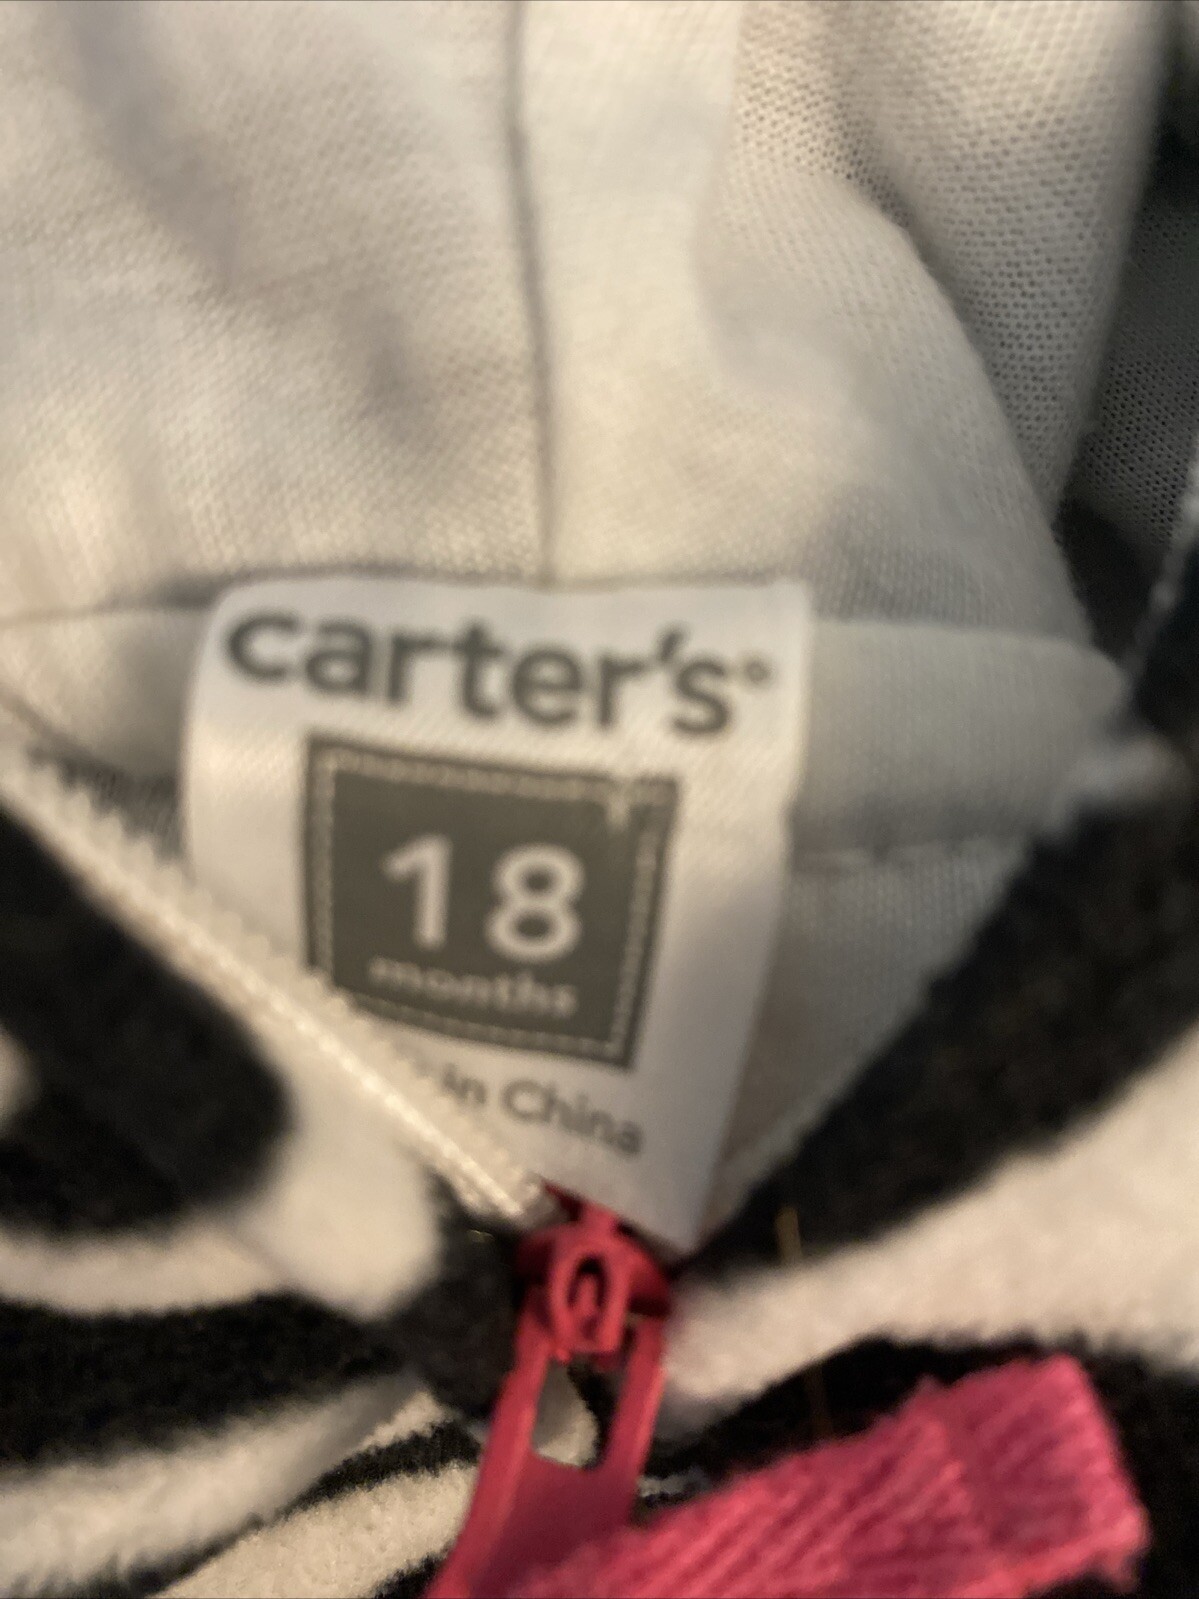 carter's
18
months
in China